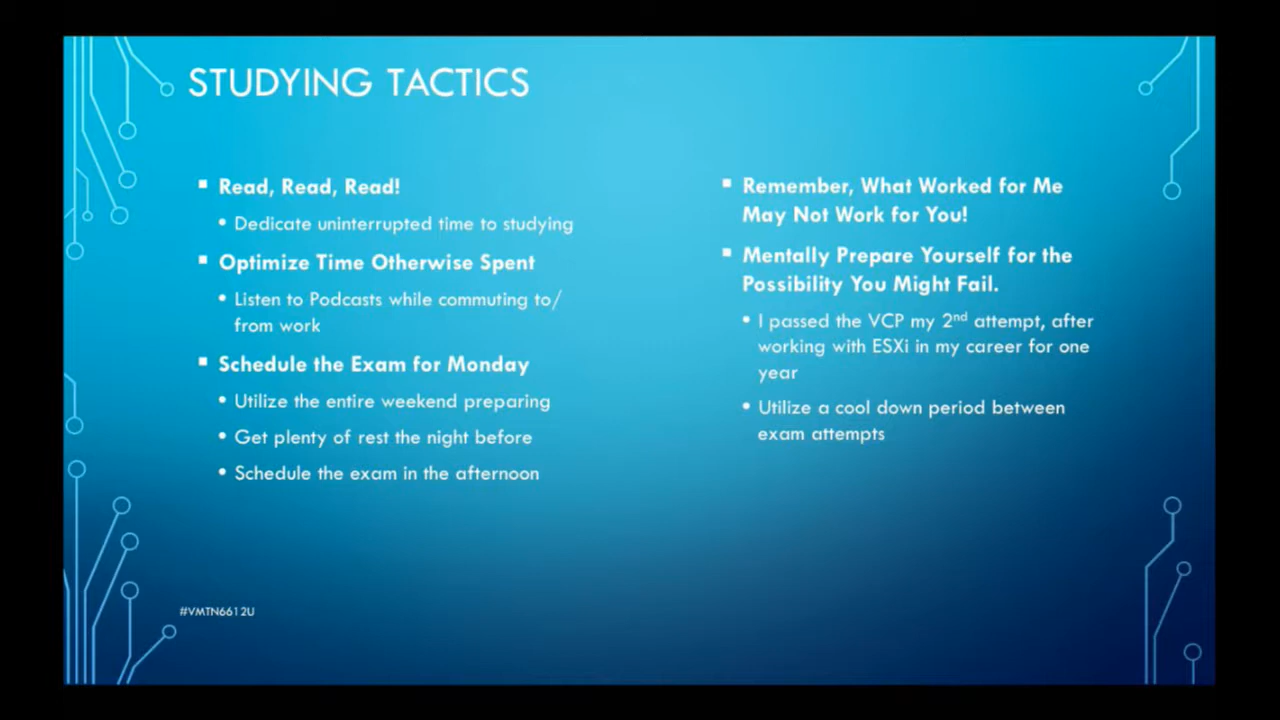 STUDYING TACTICS
▪ Read, Read, Read!
• Dedicate uninterrupted time to studying
▪ Optimize Time Otherwise Spent
• Listen to Podcasts while commuting to/
from work
▪ Schedule the Exam for Monday
• Utilize the entire weekend preparing
• Get plenty of rest the night before
• Schedule the exam in the afternoon
▪ Remember, What Worked for Me
May Not Work for You!
▪ Mentally Prepare Yourself for the
Possibility You Might Fail.
• I passed the VCP my 2nd attempt, after
working with ESXi in my career for one
year
• Utilize a cool down period between
exam attempts
#VMTN6612U